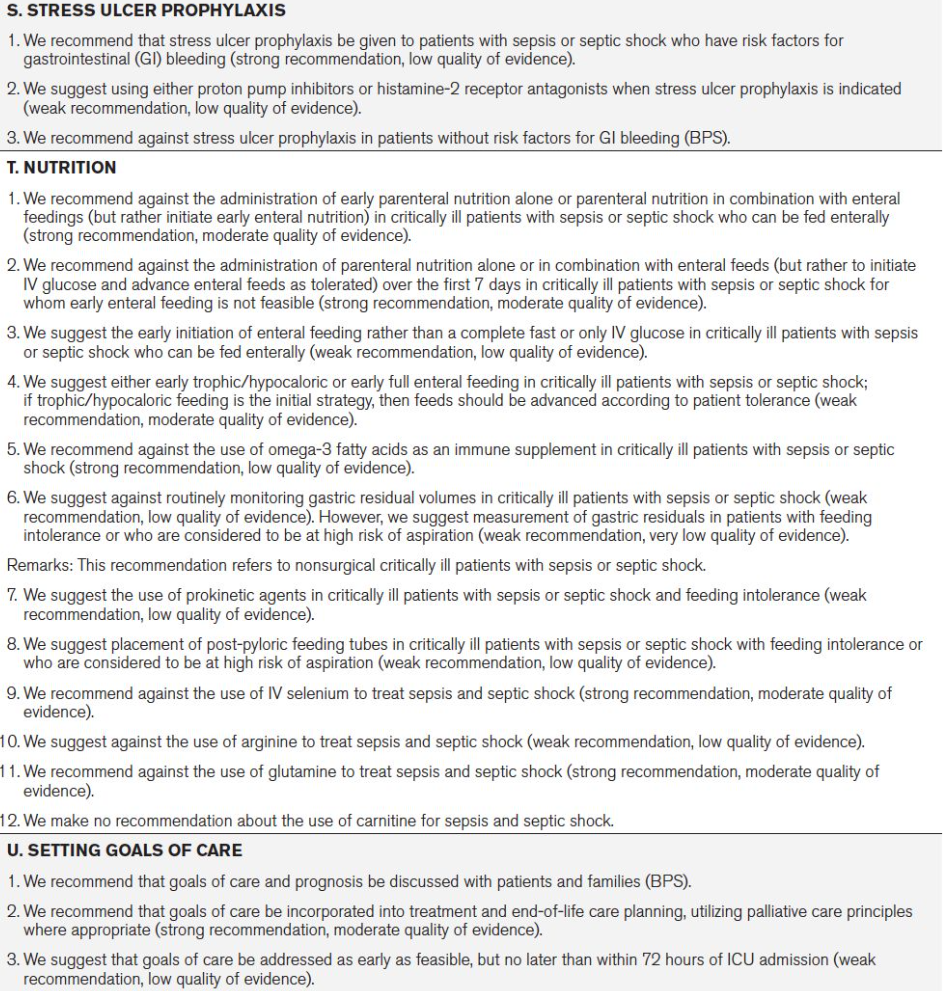 S. STRESS ULCER PROPHYLAXIS
1. We recommend that stress ulcer prophylaxis be given to patients with sepsis or septic shock who have risk factors for
gastrointestinal (GI) bleeding (strong recommendation, low quality of evidence).
2. We suggest using either proton pump inhibitors or histamine-2 receptor antagonists when stress ulcer prophylaxis is indicated
(weak recommendation, low quality of evidence).
3. We recommend against stress ulcer prophylaxis in patients without risk factors for GI bleeding (BPS).
T. NUTRITION
1. We recommend against the administration of early parenteral nutrition alone or parenteral nutrition in combination with enteral
feedings (but rather initiate early enteral nutrition) in critically ill patients with sepsis or septic shock who can be fed enterally
(strong recommendation, moderate quality of evidence).
2. We recommend against the administration of parenteral nutrition alone or in combination with enteral feeds (but rather to initiate
IV glucose and advance enteral feeds as tolerated) over the first 7 days in critically ill patients with sepsis or septic shock for
whom early enteral feeding is not feasible (strong recommendation, moderate quality of evidence).
3. We suggest the early initiation of enteral feeding rather than a complete fast or only IV glucose in critically ill patients with sepsis
or septic shock who can be fed enterally (weak recommendation, low quality of evidence).
4. We suggest either early trophic/hypocaloric or early full enteral feeding in critically ill patients with sepsis or septic shock;
if trophic/hypocaloric feeding is the initial strategy, then feeds should be advanced according to patient tolerance (weak
recommendation, moderate quality of evidence).
5. We recommend against the use of omega-3 fatty acids as an immune supplement in critically ill patients with sepsis or septic
shock (strong recommendation, low quality of evidence).
6. We suggest against routinely monitoring gastric residual volumes in critically ill patients with sepsis or septic shock (weak
recommendation, low quality of evidence). However, we suggest measurement of gastric residuals in patients with feeding
intolerance or who are considered to be at high risk of aspiration (weak recommendation, very low quality of evidence).
Remarks: This recommendation refers to nonsurgical critically ill patients with sepsis or septic shock.
7. We suggest the use of prokinetic agents in critically ill patients with sepsis or septic shock and feeding intolerance (weak
recommendation, low quality of evidence).
8. We suggest placement of post-pyloric feeding tubes in critically ill patients with sepsis or septic shock with feeding intolerance or
who are considered to be at high risk of aspiration (weak recommendation, low quality of evidence).
9. We recommend against the use of IV selenium to treat sepsis and septic shock (strong recommendation, moderate quality of
evidence).
10. We suggest against the use of arginine to treat sepsis and septic shock (weak recommendation, low quality of evidence).
11. We recommend against the use of glutamine to treat sepsis and septic shock (strong recommendation, moderate quality of
evidence).
12. We make no recommendation about the use of carnitine for sepsis and septic shock.
U. SETTING GOALS OF CARE
1. We recommend that goals of care and prognosis be discussed with patients and families (BPS).
2. We recommend that goals of care be incorporated into treatment and end-of-life care planning, utilizing palliative care principles
where appropriate (strong recommendation, moderate quality of evidence).
3. We suggest that goals of care be addressed as early as feasible, but no later than within 72 hours of ICU admission (weak
recommendation, low quality of evidence).